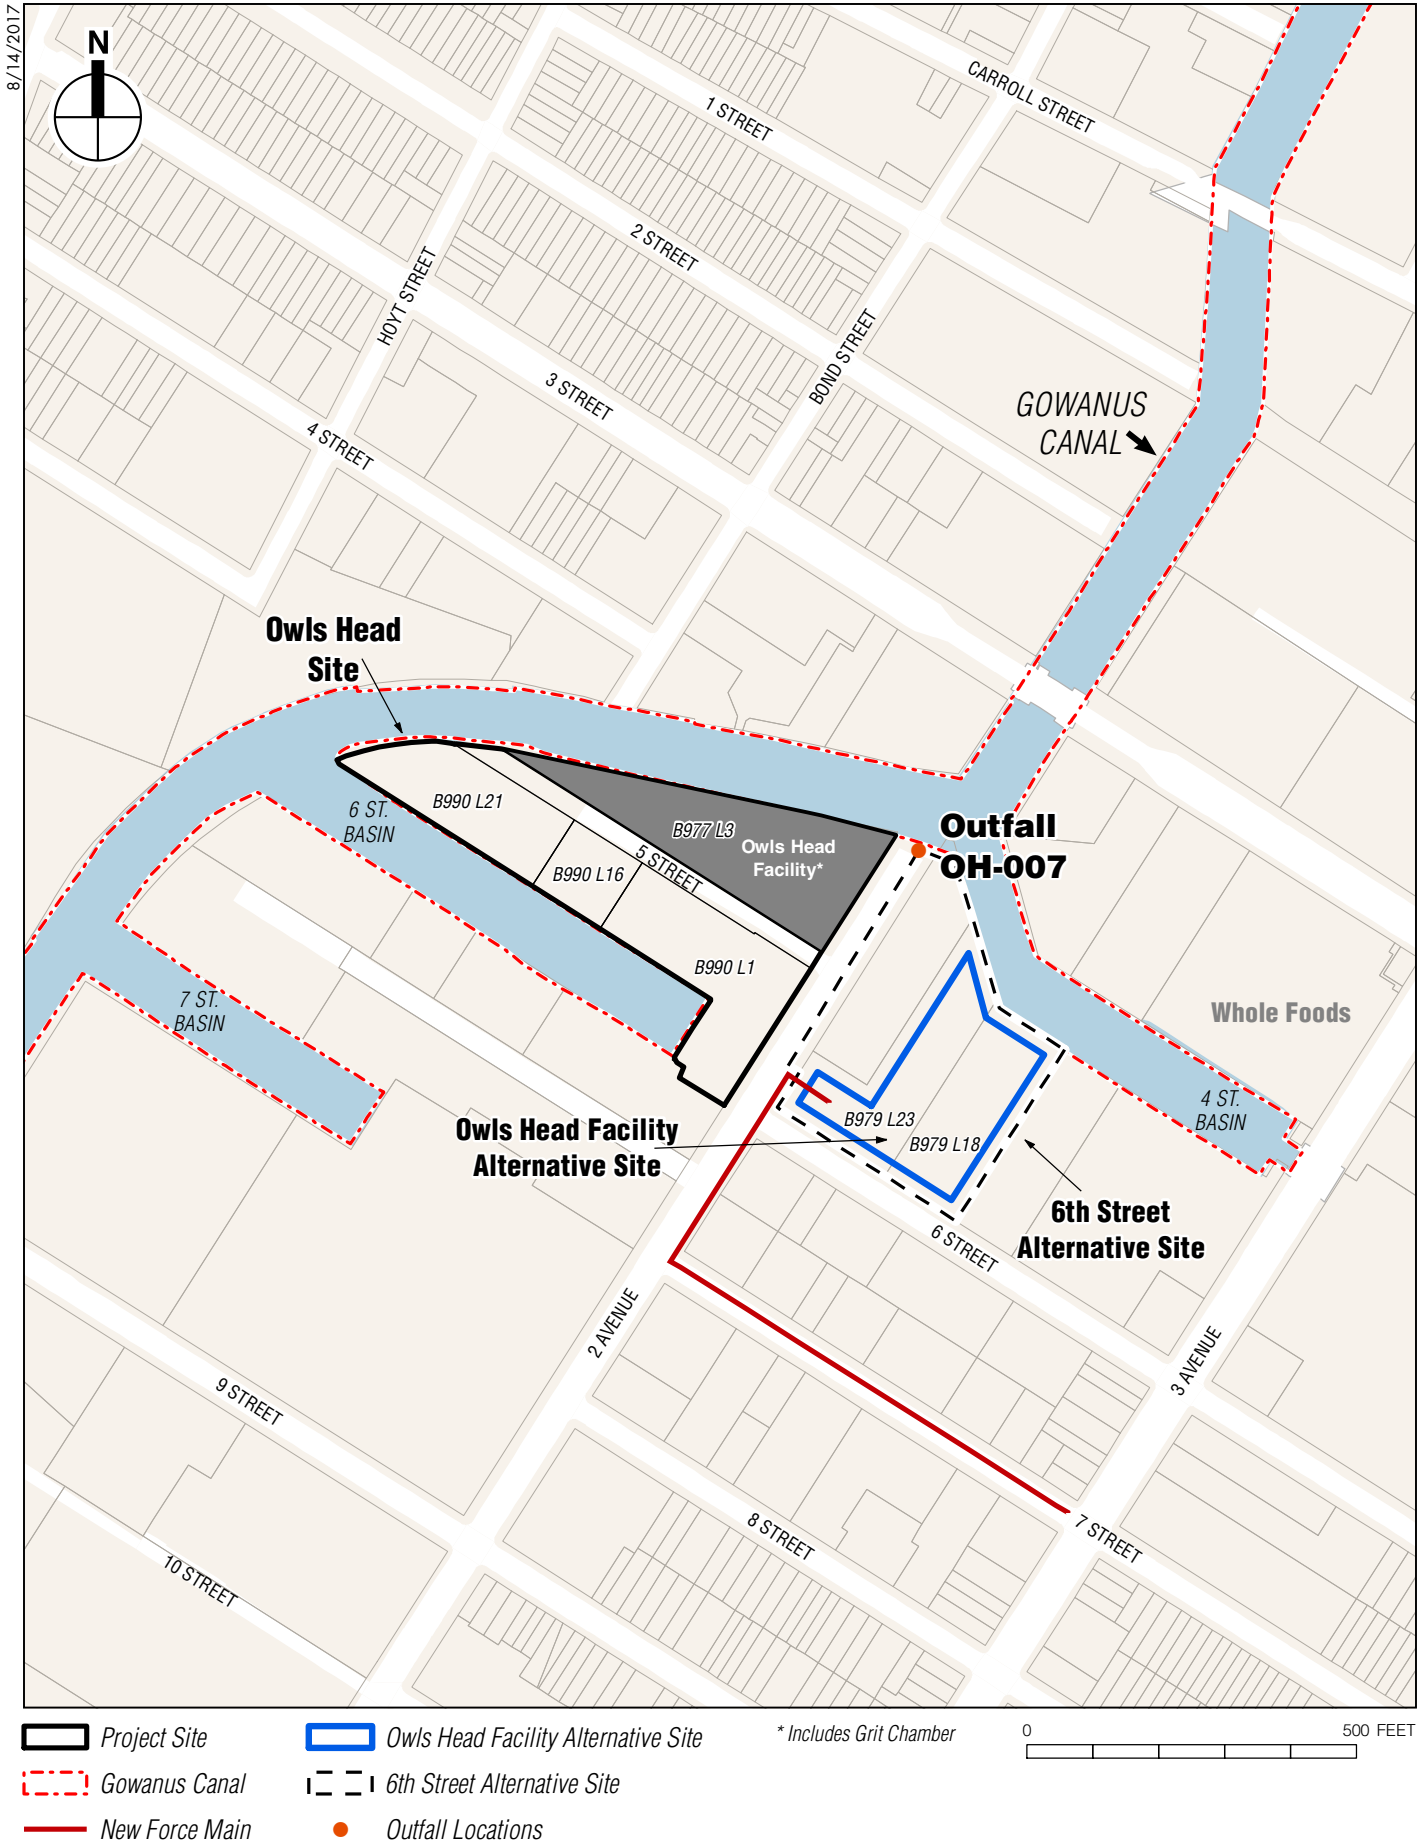 8/14/2017
N
CARROLL STREET
1 STREET
2 STREET
HOYT STREET
BOND STREET
3 STREET
4 STREET
GOWANUS
CANAL
Owls Head
Site
B990 L21
6 ST.
BASIN
B977 L3
Owls Head
Facility*
5 STREET
B990 L16
B990 L1
Outfall
OH-007
7 ST.
BASIN
Whole Foods
4 ST.
BASIN
B979 L23
B979 L18
Owls Head Facility
Alternative Site
6th Street
Alternative Site
6 STREET
2 AVENUE
3 AVENUE
9 STREET
7 STREET
8 STREET
10 STREET
Project Site
Owls Head Facility Alternative Site
* Includes Grit Chamber
0 500 FEET
Gowanus Canal
6th Street Alternative Site
New Force Main
Outfall Locations